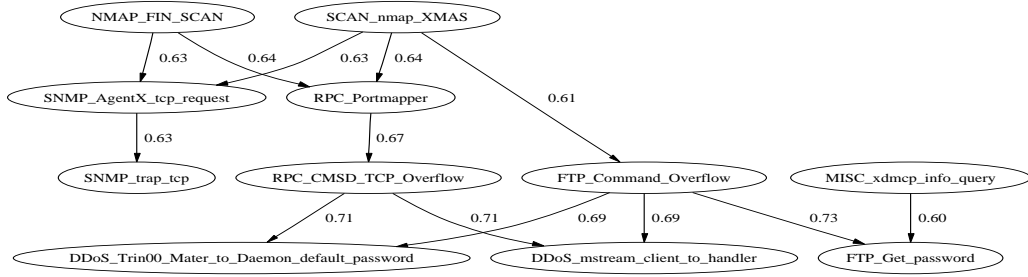 NMAP_FIN_SCAN
SCAN_nmap_XMAS
0.63
0.64
0.63
0.64
SNMP_AgentX_tcp_request
RPC_Portmapper
0.61
0.63
0.67
SNMP_trap_tcp
RPC_CMSD_TCP_Overflow
FTP_Command_Overflow
MISC_xdmcp_info_query
0.71
0.71
0.69
0.69
0.73
0.60
DDoS_Trin00_Mater_to_Daemon_default_password
DDoS_mstream_client_to_handler
FTP_Get_password